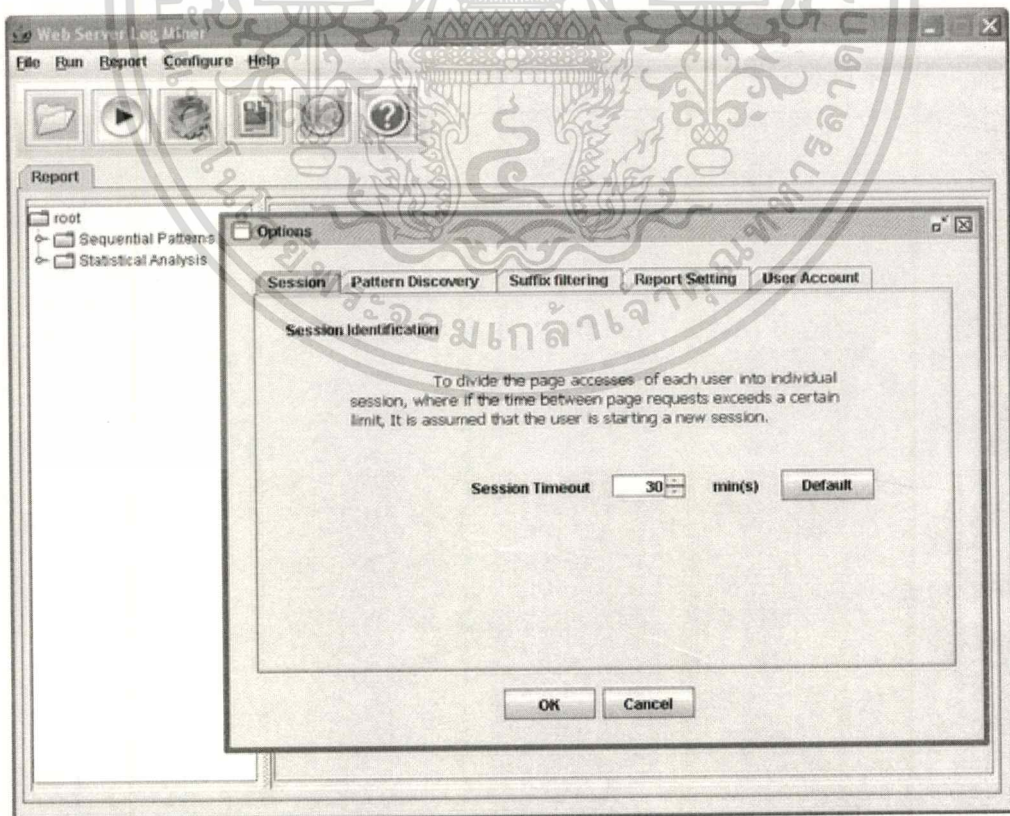 Web Server Log Miner
File Run Report Configure Help
Report
root
Sequential Patterns
Statistical Analysis
Options
Session Pattern Discovery Suffix filtering Report Setting User Account
Session Identification
To divide the page accesses of each user into individual
session, where if the time between page requests exceeds a certain
limit, It is assumed that the user is starting a new session.
Session Timeout 30 min(s) Default
OK Cancel